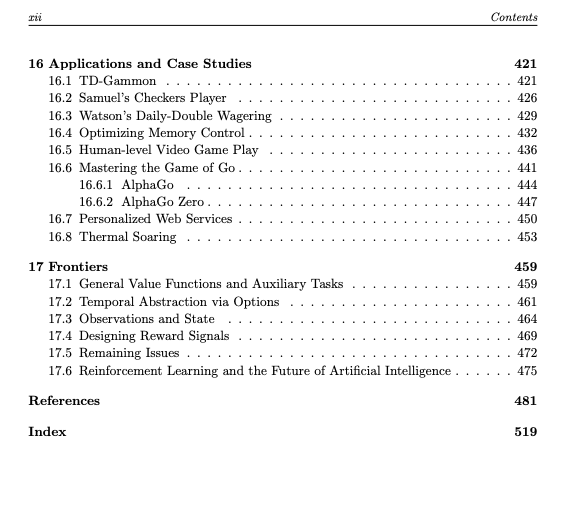 xii Contents
16 Applications and Case Studies 421
16.1 TD-Gammon . . . . . . . . . . . . . . . . . . . . . . . . . . . . . . . . . . 421
16.2 Samuel's Checkers Player . . . . . . . . . . . . . . . . . . . . . . . . . . 426
16.3 Watson's Daily-Double Wagering . . . . . . . . . . . . . . . . . . . . . 429
16.4 Optimizing Memory Control . . . . . . . . . . . . . . . . . . . . . . . . 432
16.5 Human-level Video Game Play . . . . . . . . . . . . . . . . . . . . . . 436
16.6 Mastering the Game of Go . . . . . . . . . . . . . . . . . . . . . . . . . 441
16.6.1 AlphaGo . . . . . . . . . . . . . . . . . . . . . . . . . . . . . . 444
16.6.2 AlphaGo Zero . . . . . . . . . . . . . . . . . . . . . . . . . . . 447
16.7 Personalized Web Services . . . . . . . . . . . . . . . . . . . . . . . . . 450
16.8 Thermal Soaring . . . . . . . . . . . . . . . . . . . . . . . . . . . . . . 453
17 Frontiers 459
17.1 General Value Functions and Auxiliary Tasks . . . . . . . . . . . . . . 459
17.2 Temporal Abstraction via Options . . . . . . . . . . . . . . . . . . . . 461
17.3 Observations and State . . . . . . . . . . . . . . . . . . . . . . . . . . 464
17.4 Designing Reward Signals . . . . . . . . . . . . . . . . . . . . . . . . . 469
17.5 Remaining Issues . . . . . . . . . . . . . . . . . . . . . . . . . . . . . . 472
17.6 Reinforcement Learning and the Future of Artificial Intelligence . . . . . . 475
References 481
Index 519